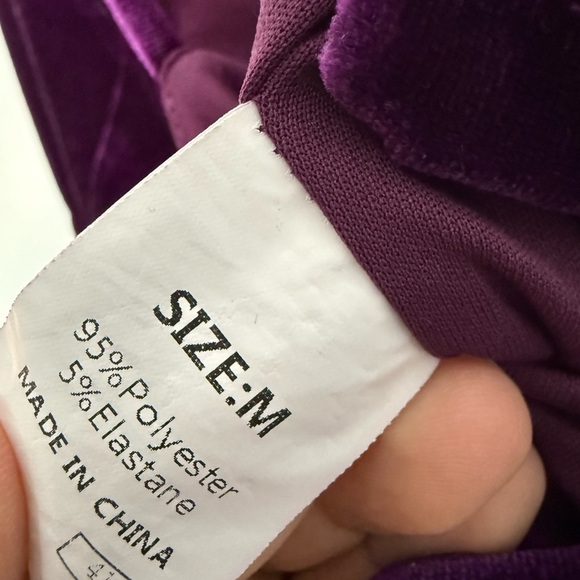 SIZE:M
95%Polyester
5%Elastane
MADE IN CHINA